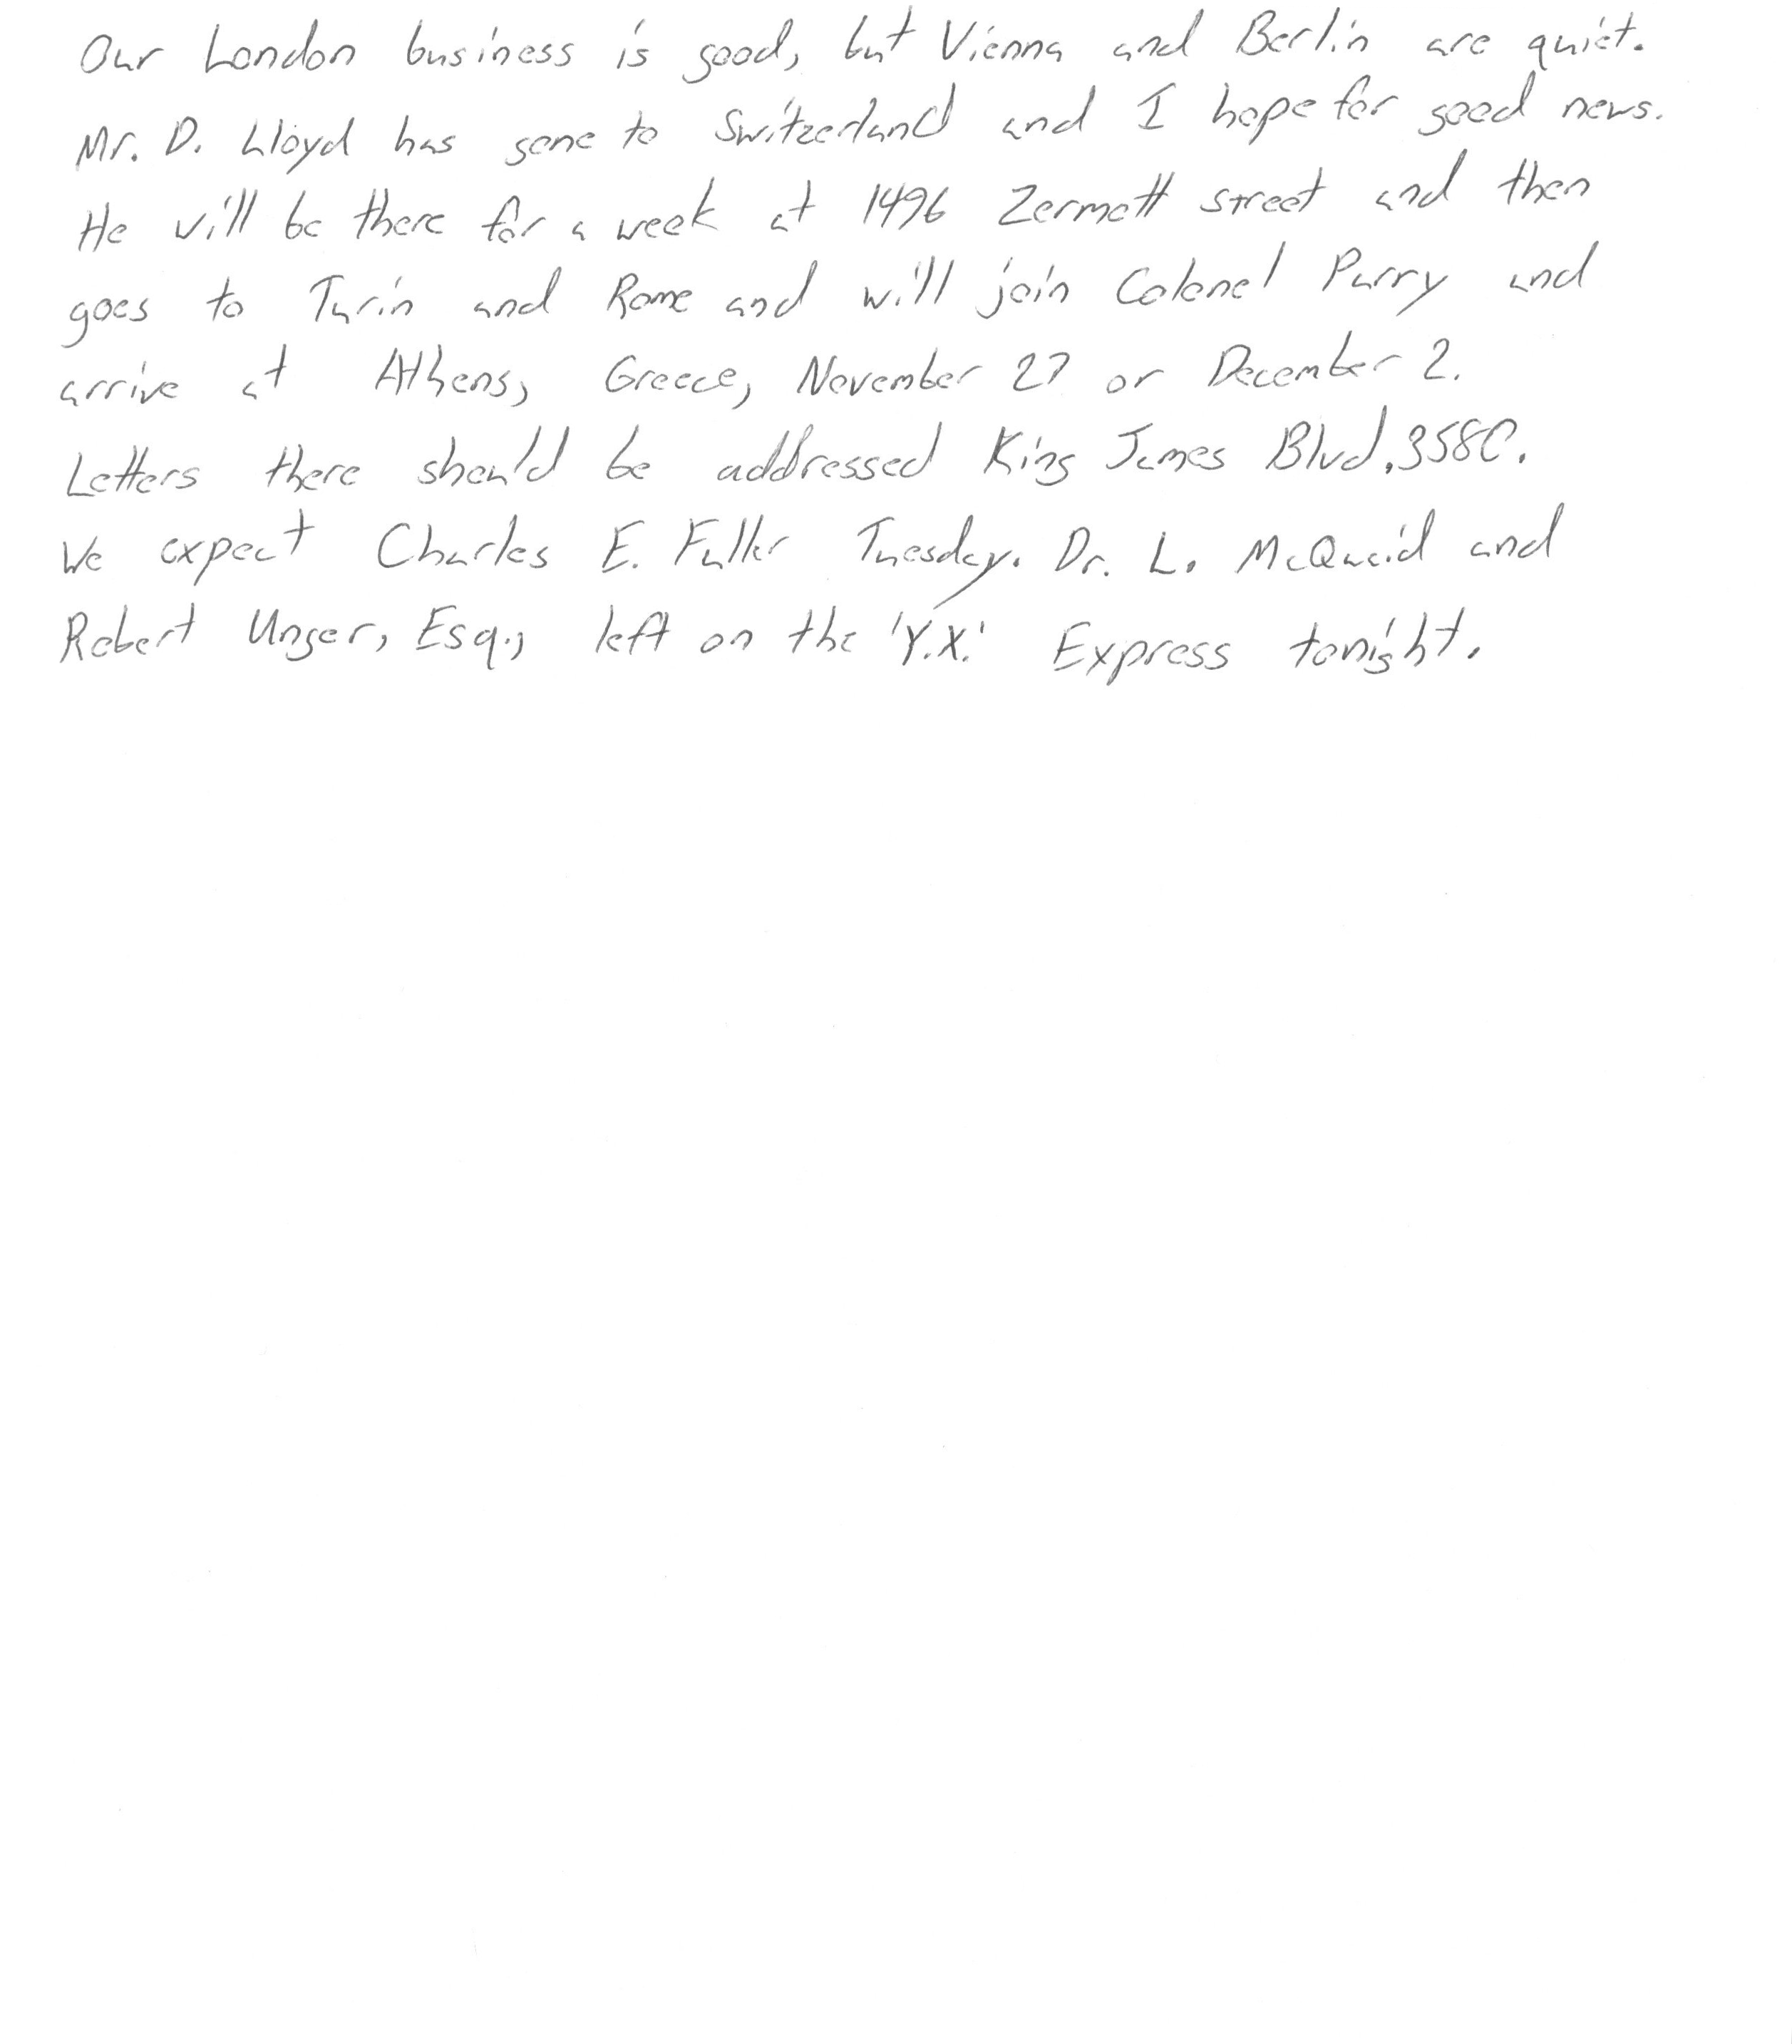 Our London business is good, but Vienna and Berlin are quiet.
Mr. D. Lloyd has gone to Switzerland and I hope for good news.
He will be there for a week at 1496 Zermott street and then
goes to Turin and Rome and will join Colonel Parry and
arrive at Athens, Greece, November 27 or December 2.
Letters there should be addressed King James Blvd. 3580.
We expect Charles E. Fuller Tuesday. Dr. L. McQuaid and
Robert Unger, Esq., left on the 'Y.X.' Express tonight.